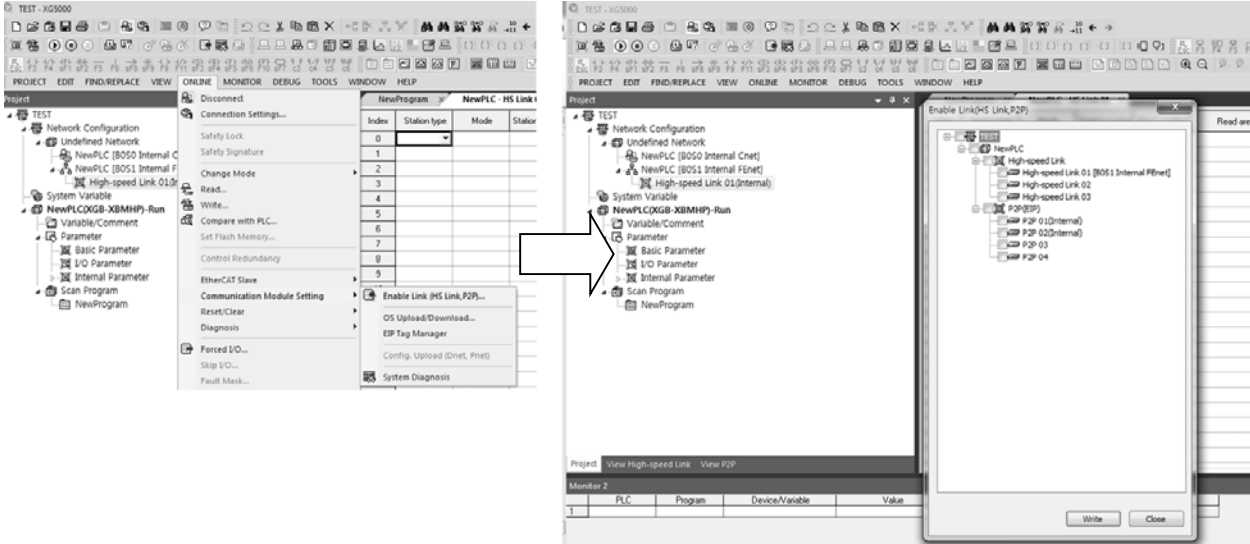 TEST - XG5000
PROJECT EDIT FIND/REPLACE VIEW ONLINE MONITOR DEBUG TOOLS WINDOW HELP
Project
TEST
Network Configuration
Undefined Network
NewPLC [B0S0 Internal C
NewPLC [B0S1 Internal F
High-speed Link 01(Ir
System Variable
NewPLC(XGB-XBMHP)-Run
Variable/Comment
Parameter
Basic Parameter
I/O Parameter
Internal Parameter
Scan Program
NewProgram
Disconnect
Connection Settings...
Safety Lock
Safety Signature
Change Mode
Read...
Write...
Compare with PLC...
Set Flash Memory...
Control Redundancy
EtherCAT Slave
Communication Module Setting
Reset/Clear
Diagnosis
Forced I/O...
Skip I/O...
Fault Mask...
Enable Link (HS Link,P2P)...
OS Upload/Download...
EIP Tag Manager
Config. Upload (Dnet, Pnet)
System Diagnosis
NewProgram × NewPLC - HS Link
Index Station type Mode Station
0
1
2
3
4
5
6
7
8
9
TEST - XG5000
PROJECT EDIT FIND/REPLACE VIEW ONLINE MONITOR DEBUG TOOLS WINDOW HELP
Project
TEST
Network Configuration
Undefined Network
NewPLC [B0S0 Internal Cnet]
NewPLC [B0S1 Internal FEnet]
High-speed Link 01(Internal)
System Variable
NewPLC(XGB-XBMHP)-Run
Variable/Comment
Parameter
Basic Parameter
I/O Parameter
Internal Parameter
Scan Program
NewProgram
Project View High-speed Link View P2P
Monitor 2
PLC Program Device/Variable Value
1
Enable Link(HS Link,P2P)
TEST
NewPLC
High-speed Link
High-speed Link 01 [B0S1 Internal FEnet]
High-speed Link 02
High-speed Link 03
P2P(EIP)
P2P 01(Internal)
P2P 02(Internal)
P2P 03
P2P 04
Write Close
Read are